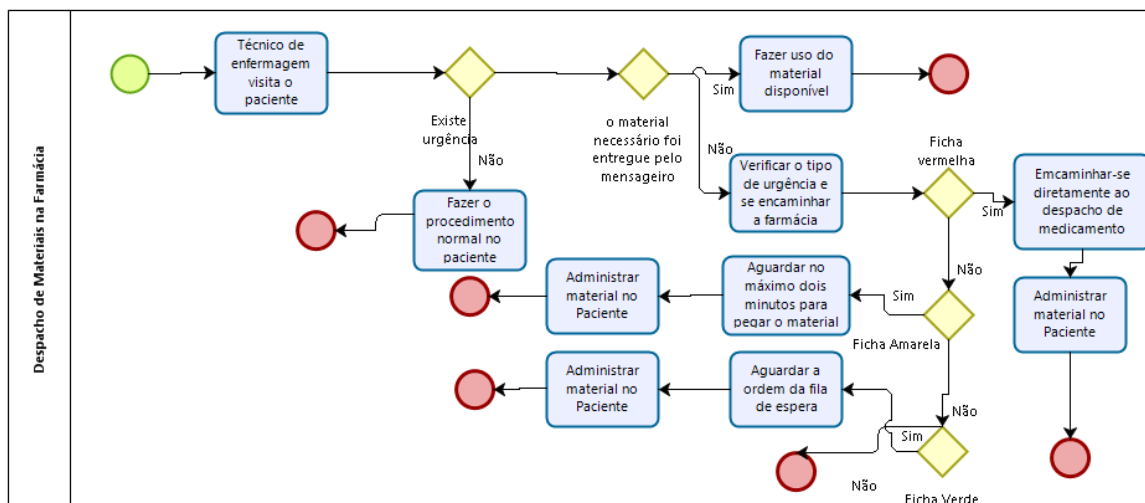 Despacho de Materiais na Farmácia
Técnico de
enfermagem
visita o
paciente
Existe
urgência
Não
Fazer o
procedimento
normal no
paciente
o material
necessário foi
entregue pelo
mensageiro
Sim
Fazer uso do
material
disponível
Não
Verificar o tipo
de urgência e
se encaminhar
a farmácia
Ficha
vermelha
Sim
Emcaminhar-se
diretamente ao
despacho de
medicamento
Administrar
material no
Paciente
Não
Ficha Amarela
Sim
Aguardar no
máximo dois
minutos para
pegar o material
Administrar
material no
Paciente
Não
Ficha Verde
Sim
Aguardar a
ordem da fila
de espera
Administrar
material no
Paciente
Não